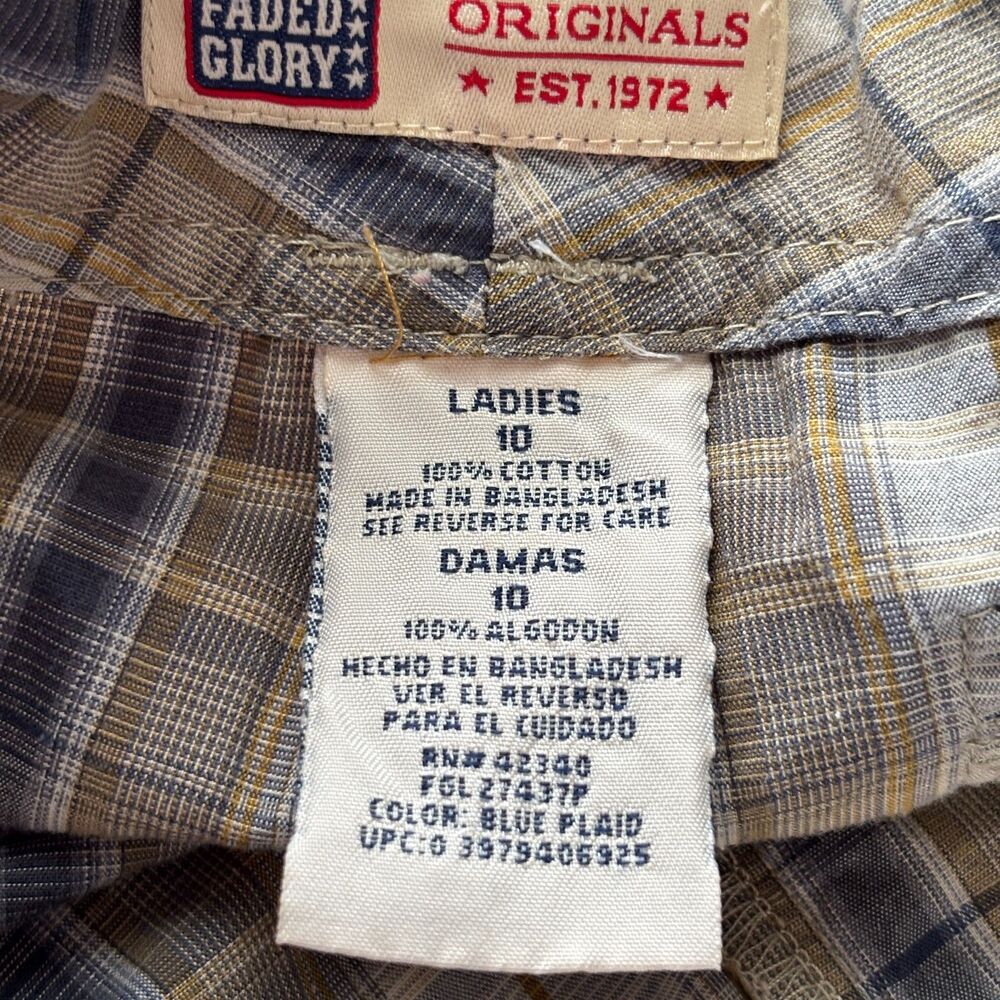 FADED
GLORY
ORIGINALS
EST. 1972
LADIES
10
100% COTTON
MADE IN BANGLADESH
SEE REVERSE FOR CARE
DAMAS
10
100% ALGODON
HECHO EN BANGLADESH
VER EL REVERSO
PARA EL CUIDADO
RN# 42340
FGL 27437P
COLOR: BLUE PLAID
UPC:0 3979406925